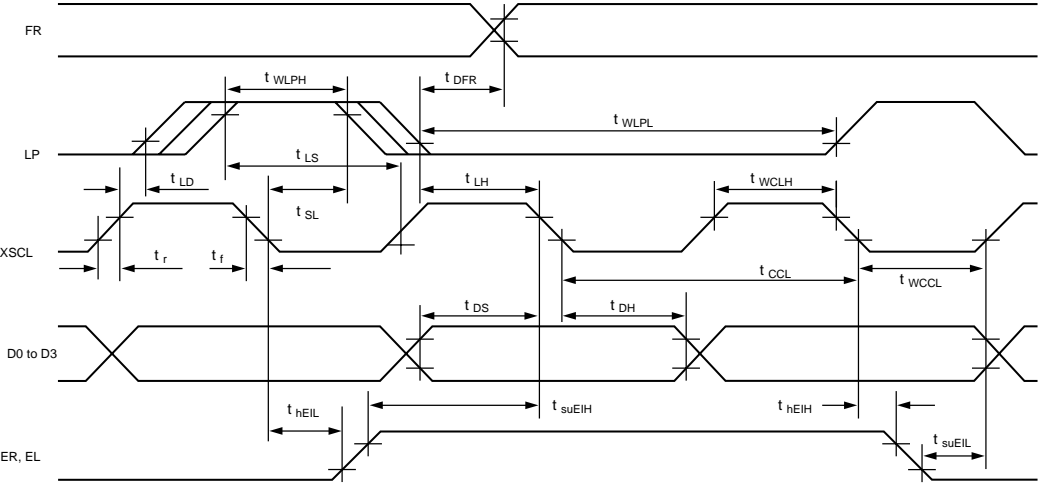 FR
t WLPH
t DFR
t WLPL
LP
t LS
t LD
t LH
t WCLH
t SL
XSCL
t r
t f
t CCL
t WCCL
t DS
t DH
D0 to D3
t hEIL
t suEIH
t hEIH
t suEIL
ER, EL